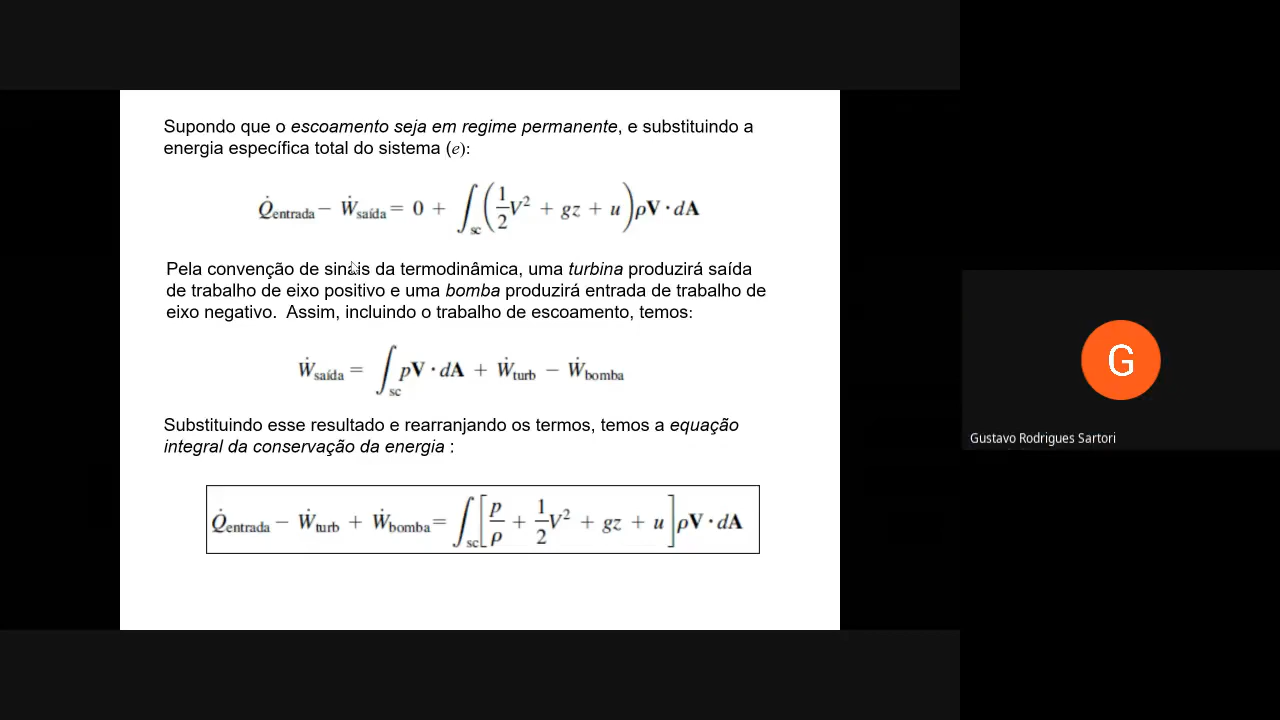 Supondo que o escoamento seja em regime permanente, e substituindo a
energia específica total do sistema (e):
Q̇entrada − Ẇsaída = 0 + ∫sc (1/2 V² + gz + u) ρV · dA
Pela convenção de sinais da termodinâmica, uma turbina produzirá saída
de trabalho de eixo positivo e uma bomba produzirá entrada de trabalho de
eixo negativo. Assim, incluindo o trabalho de escoamento, temos:
Ẇsaída = ∫sc pV · dA + Ẇturb − Ẇbomba
Substituindo esse resultado e rearranjando os termos, temos a equação
integral da conservação da energia :
Q̇entrada − Ẇturb + Ẇbomba = ∫sc [p/ρ + 1/2 V² + gz + u] ρV · dA
G
Gustavo Rodrigues Sartori